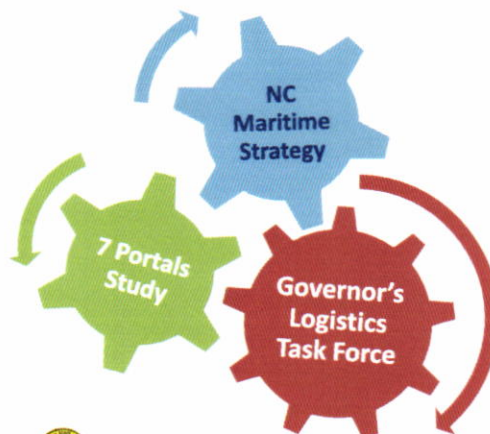 NC
Maritime
Strategy
7 Portals
Study
Governor's
Logistics
Task Force